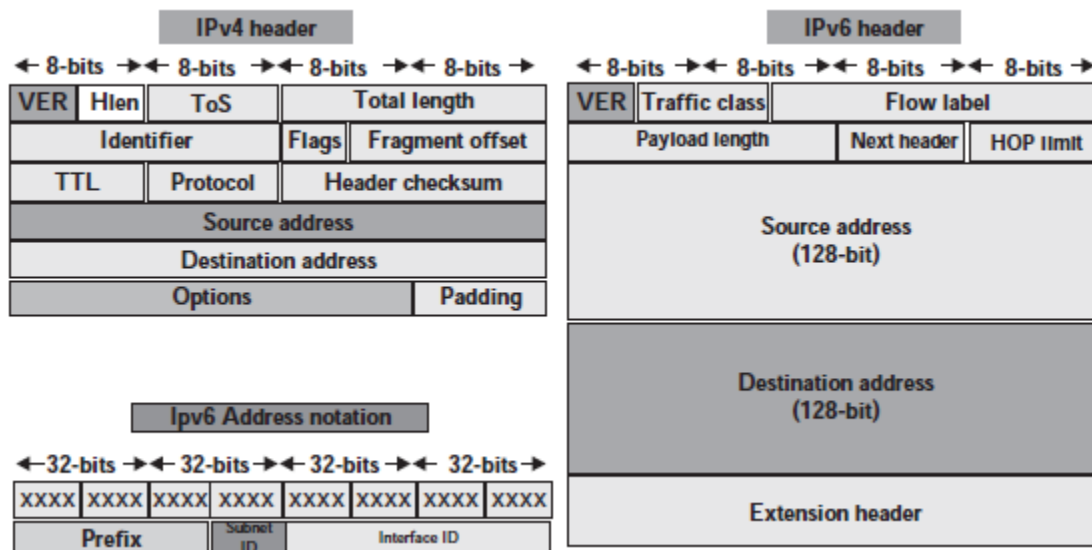 IPv4 header
8-bits 8-bits 8-bits 8-bits
VER Hlen ToS Total length
Identifier Flags Fragment offset
TTL Protocol Header checksum
Source address
Destination address
Options Padding
Ipv6 Address notation
32-bits 32-bits 32-bits 32-bits
XXXX XXXX XXXX XXXX XXXX XXXX XXXX XXXX
Prefix Subnet ID Interface ID
IPv6 header
8-bits 8-bits 8-bits 8-bits
VER Traffic class Flow label
Payload length Next header HOP limit
Source address
(128-bit)
Destination address
(128-bit)
Extension header